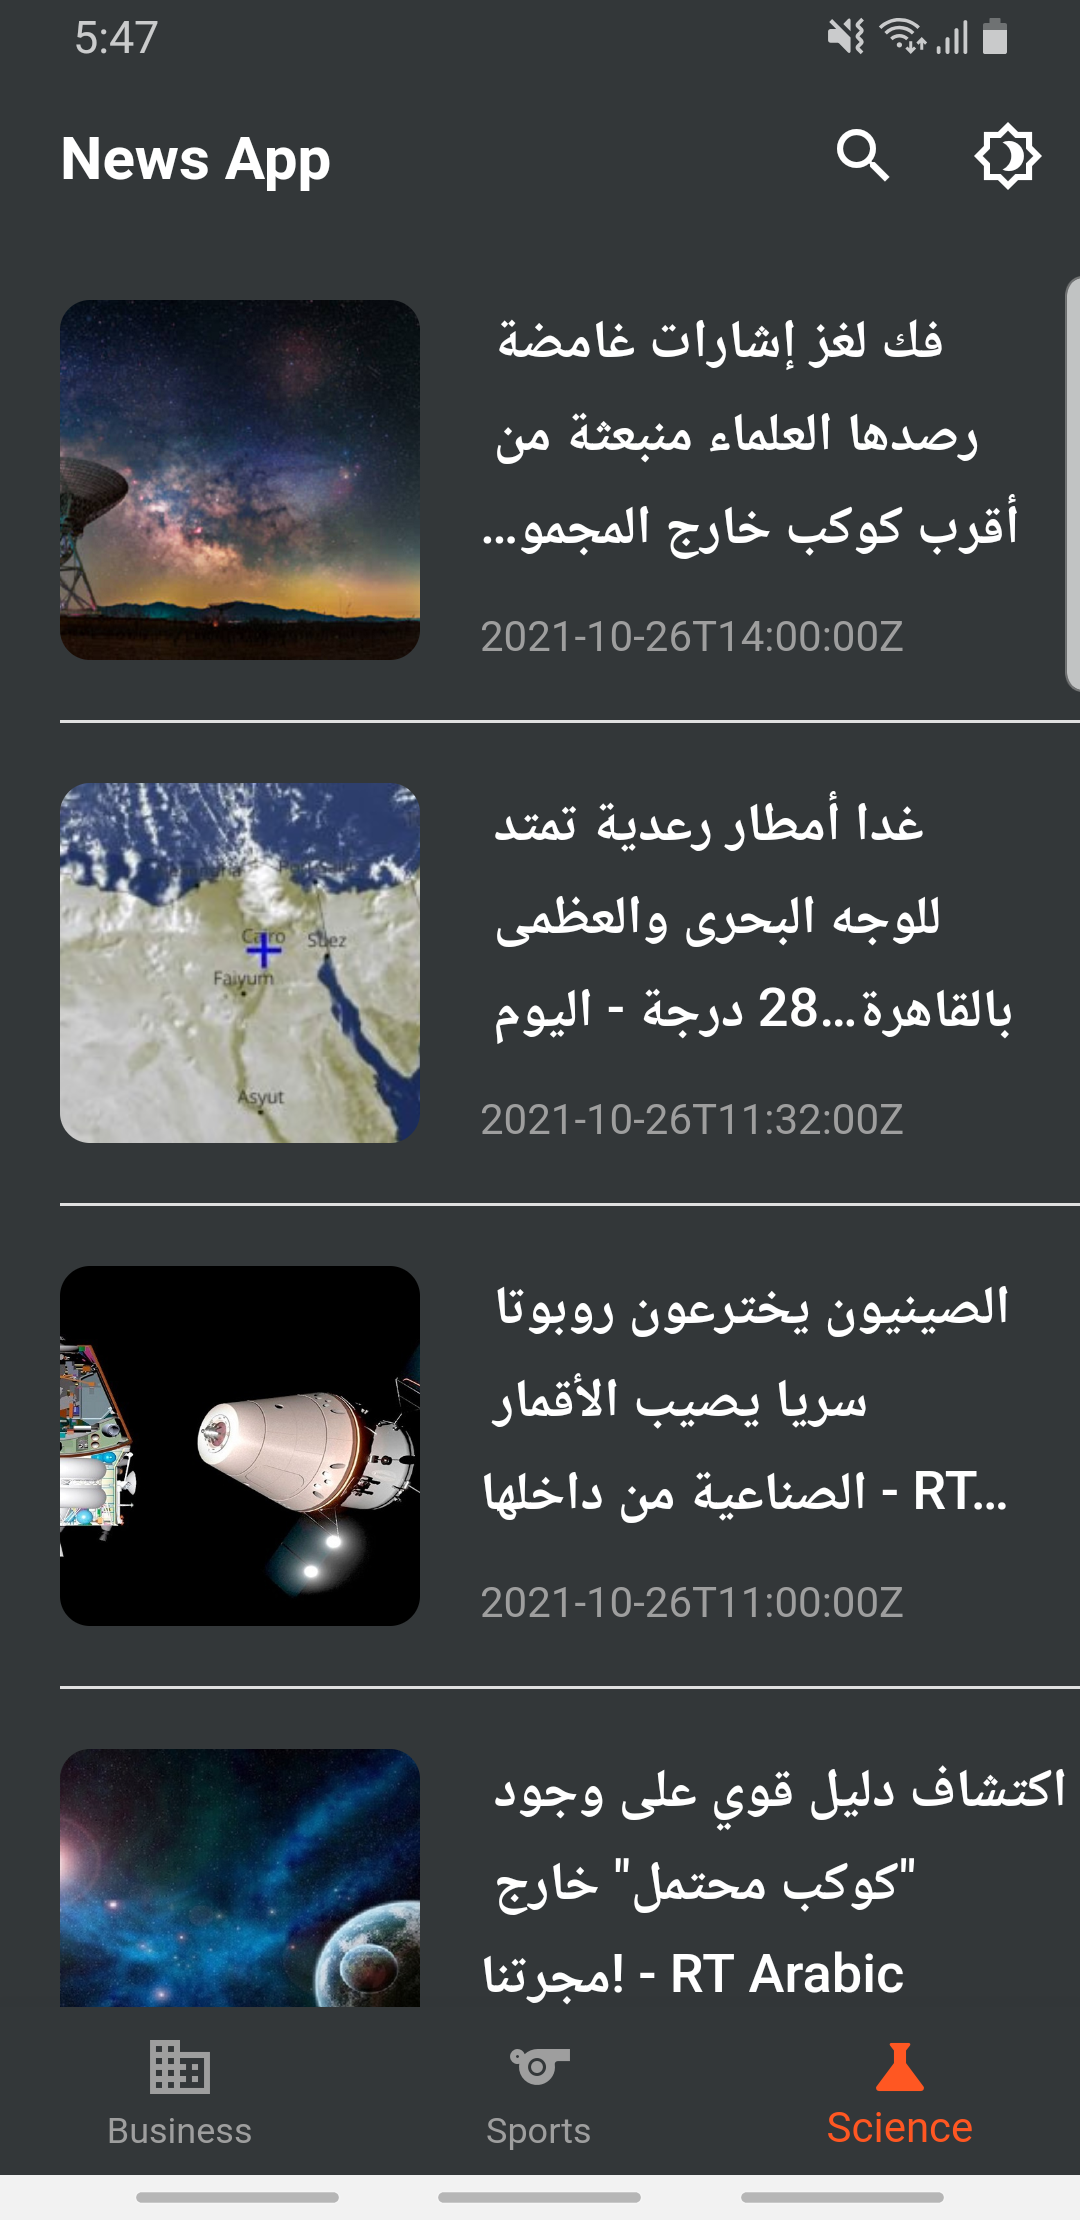 5:47
News App
فك لغز إشارات غامضة
رصدها العلماء منبعثة من
أقرب كوكب خارج المجمو...
2021-10-26T14:00:00Z
Cairo
Suez
Faiyum
Asyut
غدا أمطار رعدية تمتد
للوجه البحرى والعظمى
بالقاهرة...28 درجة - اليوم
2021-10-26T11:32:00Z
الصينيون يخترعون روبوتا
سريا يصيب الأقمار
الصناعية من داخلها - RT...
2021-10-26T11:00:00Z
اكتشاف دليل قوي على وجود
"كوكب محتمل" خارج
مجرتنا! - RT Arabic
Business
Sports
Science